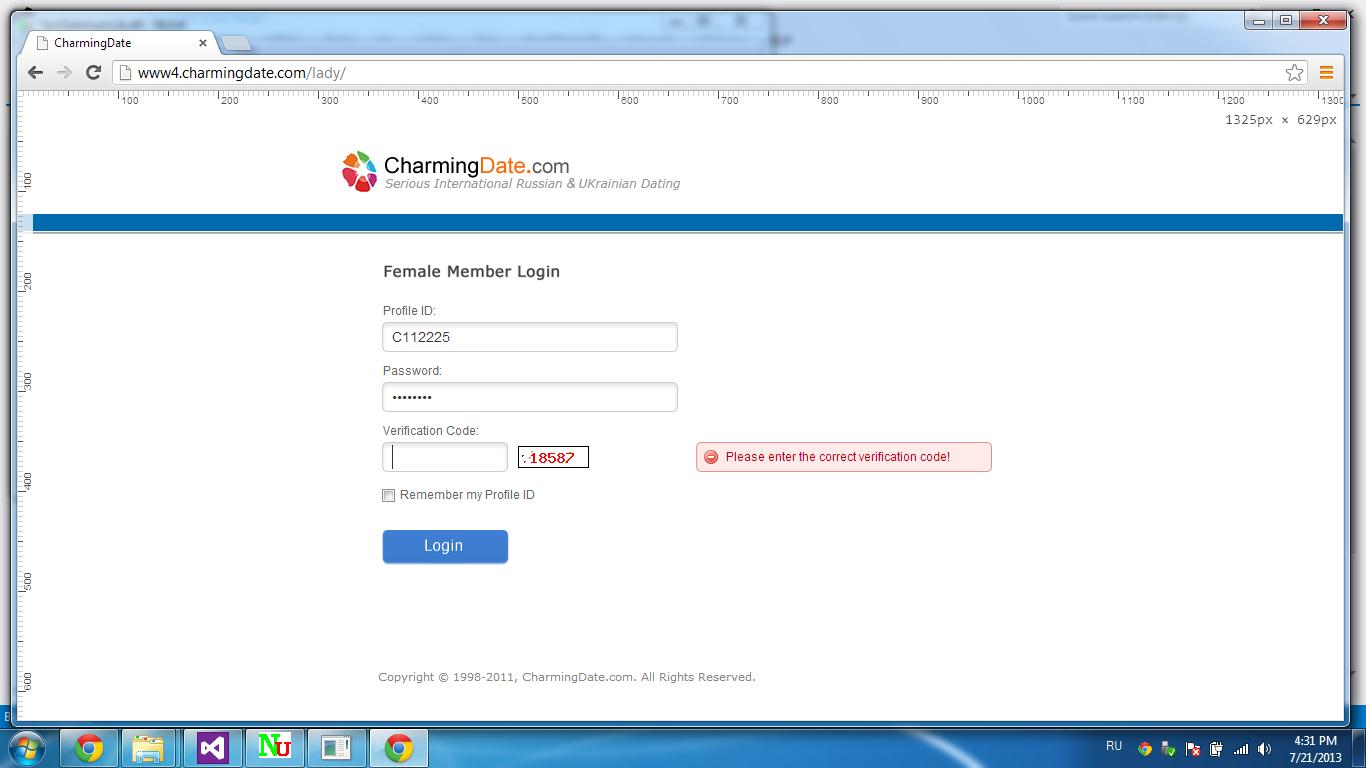 CharmingDate
www4.charmingdate.com/lady/
100 200 300 400 500 600 700 800 900 1000 1100 1200 1300
1325px × 629px
CharmingDate.com
Serious International Russian & UKrainian Dating
100
200
300
400
500
600
Female Member Login
Profile ID:
C112225
Password:
••••••••
Verification Code:
18587
Please enter the correct verification code!
Remember my Profile ID
Login
Copyright © 1998-2011, CharmingDate.com. All Rights Reserved.
NU
RU
4:31 PM
7/21/2013